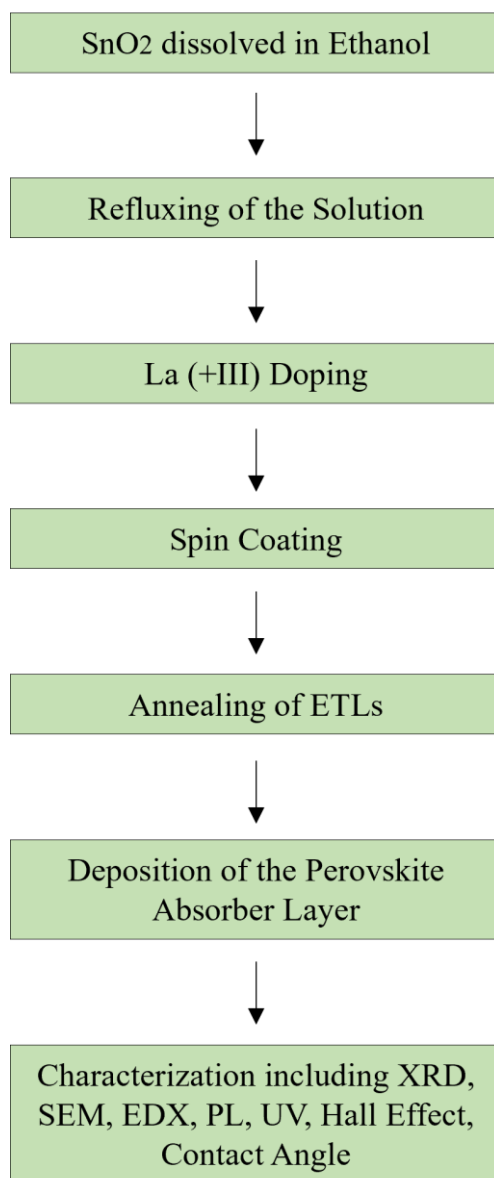 SnO2 dissolved in Ethanol
Refluxing of the Solution
La (+III) Doping
Spin Coating
Annealing of ETLs
Deposition of the Perovskite
Absorber Layer
Characterization including XRD,
SEM, EDX, PL, UV, Hall Effect,
Contact Angle